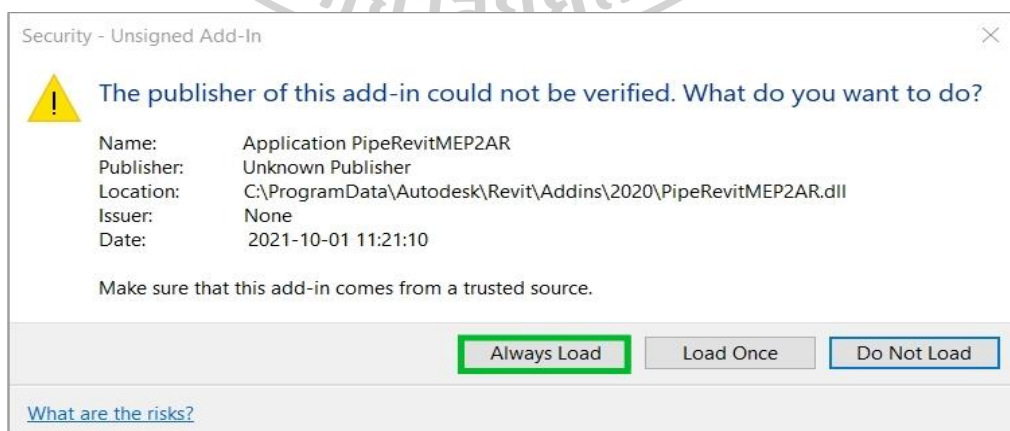 Security - Unsigned Add-In
The publisher of this add-in could not be verified. What do you want to do?
Name: Application PipeRevitMEP2AR
Publisher: Unknown Publisher
Location: C:\ProgramData\Autodesk\Revit\Addins\2020\PipeRevitMEP2AR.dll
Issuer: None
Date: 2021-10-01 11:21:10
Make sure that this add-in comes from a trusted source.
Always Load Load Once Do Not Load
What are the risks?